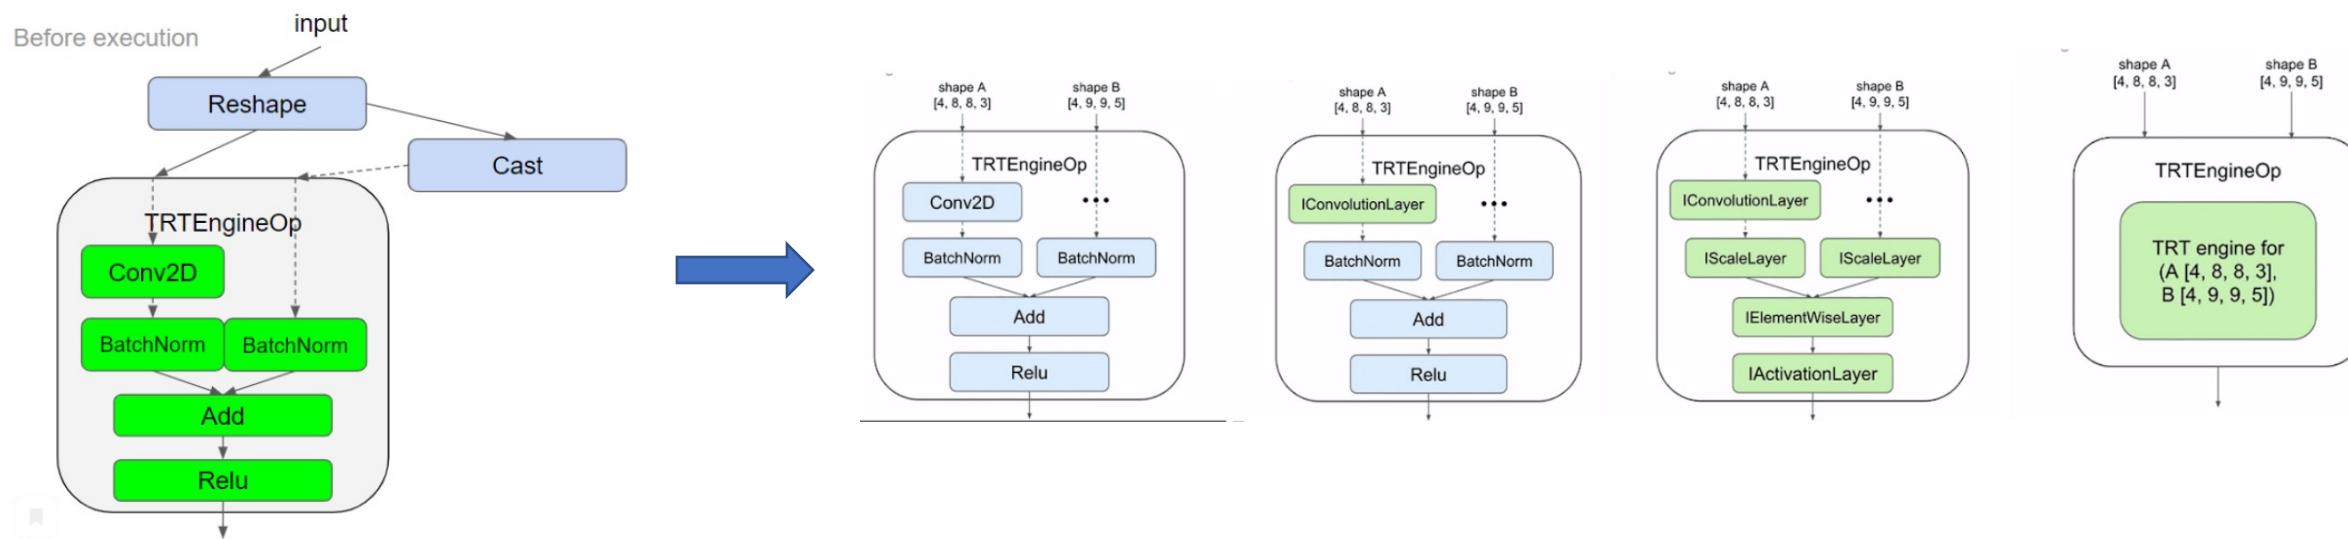 Before execution
input
Reshape
Cast
TRTEngineOp
Conv2D
BatchNorm
BatchNorm
Add
Relu
shape A
[4, 8, 8, 3]
shape B
[4, 9, 9, 5]
TRTEngineOp
Conv2D
•••
BatchNorm
BatchNorm
Add
Relu
shape A
[4, 8, 8, 3]
shape B
[4, 9, 9, 5]
TRTEngineOp
IConvolutionLayer
•••
BatchNorm
BatchNorm
Add
Relu
shape A
[4, 8, 8, 3]
shape B
[4, 9, 9, 5]
TRTEngineOp
IConvolutionLayer
•••
IScaleLayer
IScaleLayer
IElementWiseLayer
IActivationLayer
shape A
[4, 8, 8, 3]
shape B
[4, 9, 9, 5]
TRTEngineOp
TRT engine for
(A [4, 8, 8, 3],
B [4, 9, 9, 5])